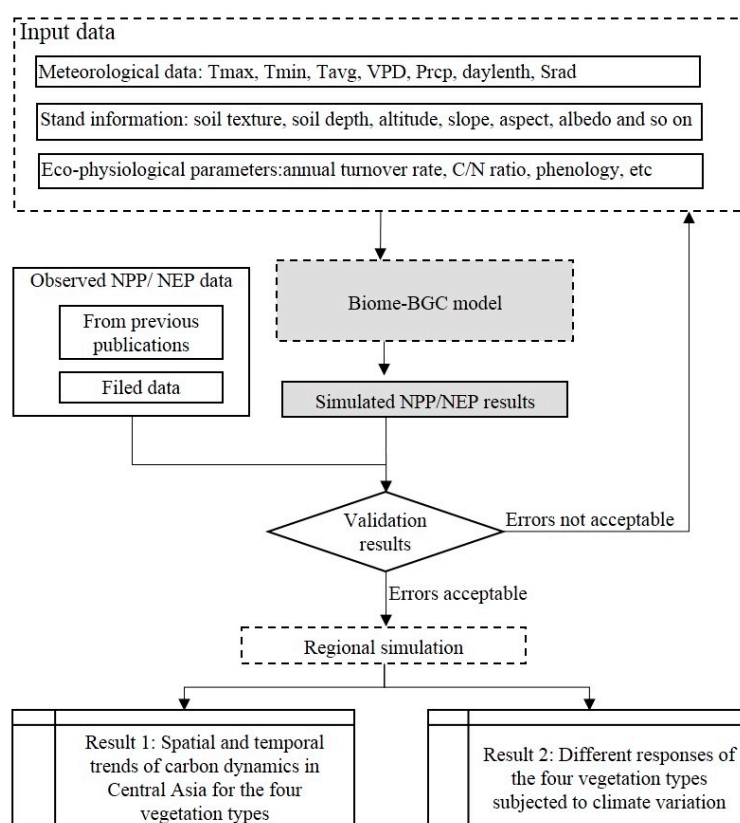 Input data
Meteorological data: Tmax, Tmin, Tavg, VPD, Prcp, daylenth, Srad
Stand information: soil texture, soil depth, altitude, slope, aspect, albedo and so on
Eco-physiological parameters:annual turnover rate, C/N ratio, phenology, etc
Observed NPP/ NEP data
From previous
publications
Filed data
Biome-BGC model
Simulated NPP/NEP results
Validation
results
Errors not acceptable
Errors acceptable
Regional simulation
Result 1: Spatial and temporal
trends of carbon dynamics in
Central Asia for the four
vegetation types
Result 2: Different responses of
the four vegetation types
subjected to climate variation